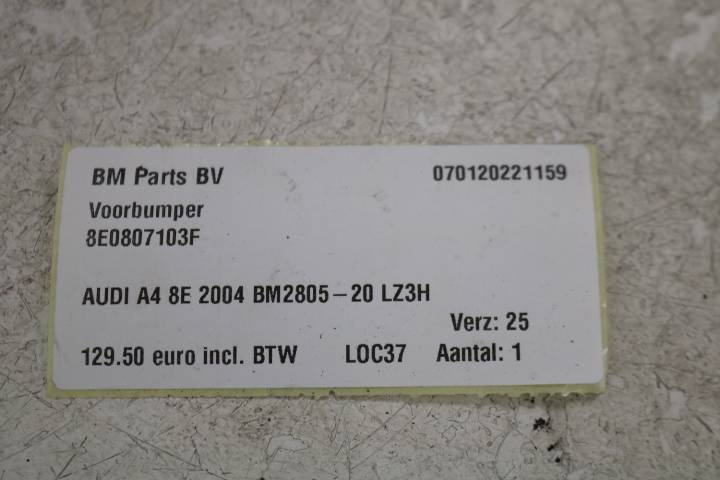 BM Parts BV 070120221159
Voorbumper
8E0807103F
AUDI A4 8E 2004 BM2805-20 LZ3H
Verz: 25
129.50 euro incl. BTW LOC37 Aantal: 1